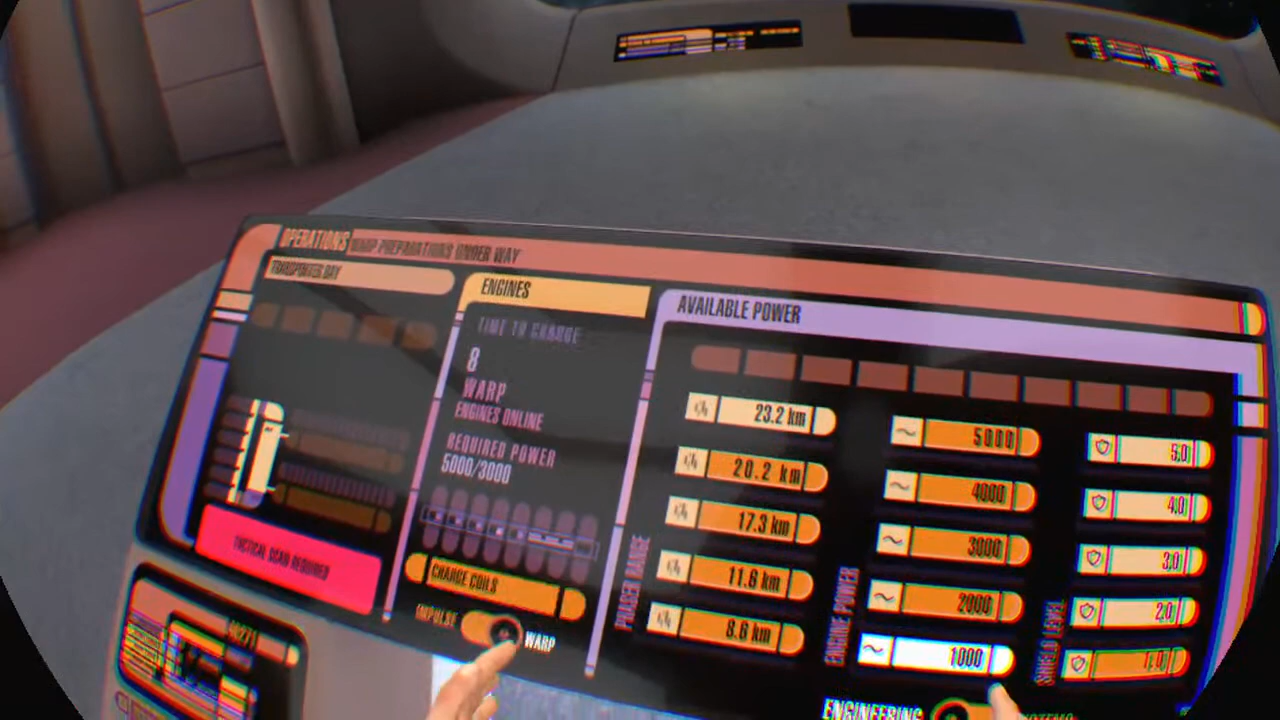 OPERATIONS WARP PREPARATIONS UNDER WAY
TRANSPORTER BAY
TACTICAL SCAN REQUIRED
ENGINES
TIME TO CHARGE
8
WARP
ENGINES ONLINE
REQUIRED POWER
5000/3000
CHARGE COILS
IMPULSE
WARP
AVAILABLE POWER
PHASER RANGE
23.2 km
20.2 km
17.3 km
11.6 km
8.6 km
ENGINE POWER
5000
4000
3000
2000
1000
SHIELD LEVEL
5.0
4.0
3.0
2.0
1.0
ENGINEERING
SYSTEMS
40271